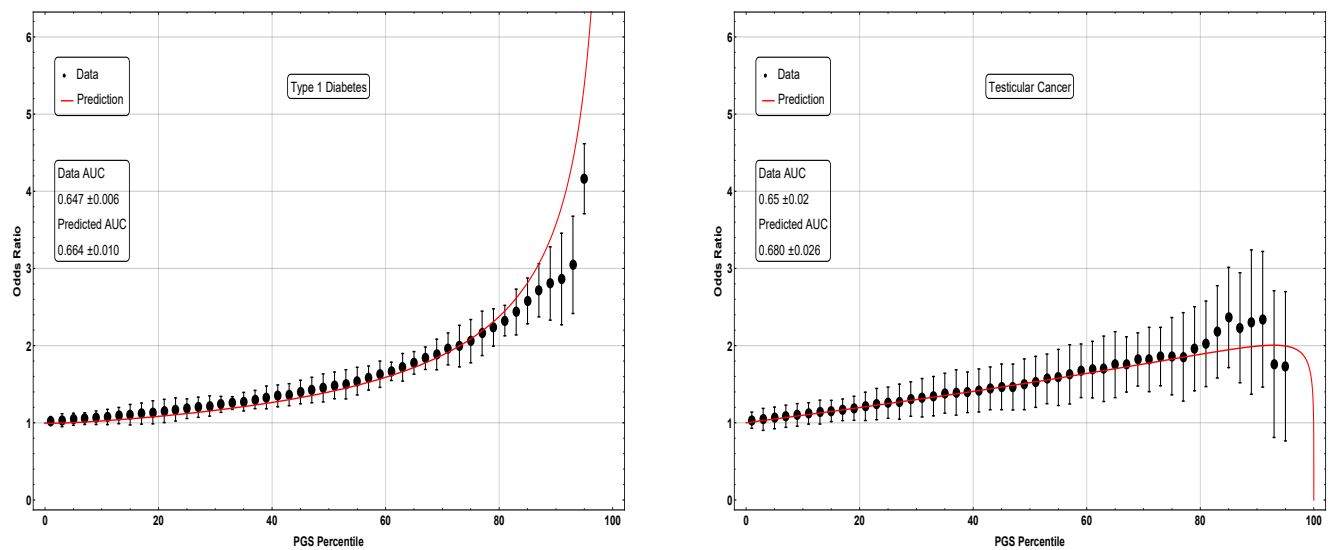 Data
Prediction
Type 1 Diabetes
Data AUC
0.647 ±0.006
Predicted AUC
0.664 ±0.010
Odds Ratio
6
5
4
3
2
1
0
0
20
40
60
80
100
PGS Percentile
Data
Prediction
Testicular Cancer
Data AUC
0.65 ±0.02
Predicted AUC
0.680 ±0.026
Odds Ratio
6
5
4
3
2
1
0
0
20
40
60
80
100
PGS Percentile